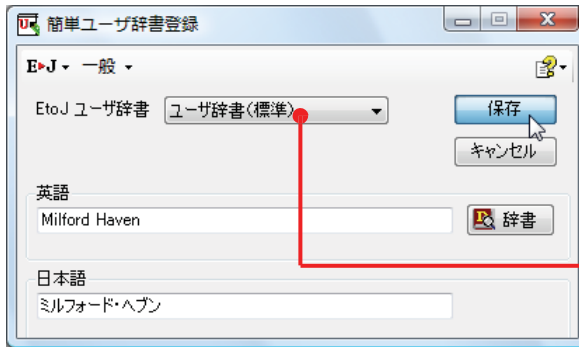 簡単ユーザ辞書登録
E▶J 一般
EtoJ ユーザ辞書 ユーザ辞書(標準) 保存
キャンセル
英語
Milford Haven 辞書
日本語
ミルフォード・ヘブン